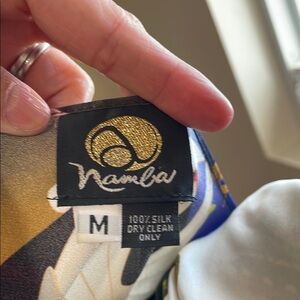 Namba
M
100% SILK
DRY CLEAN
ONLY